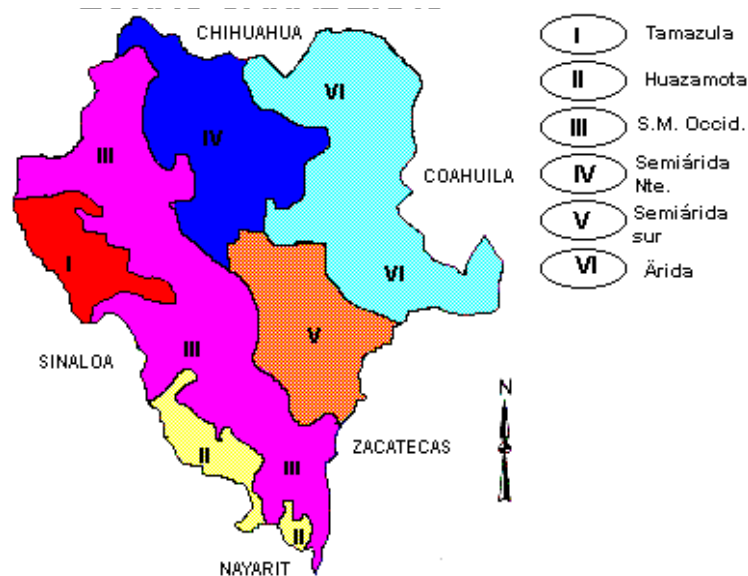 CHIHUAHUA
VI
III
IV
COAHUILA
I
VI
V
SINALOA
III
II
III
ZACATECAS
II
NAYARIT
N
I Tamazula
II Huazamota
III S.M. Occid.
IV Semiárida
Nte.
V Semiárida
sur
VI Ärida